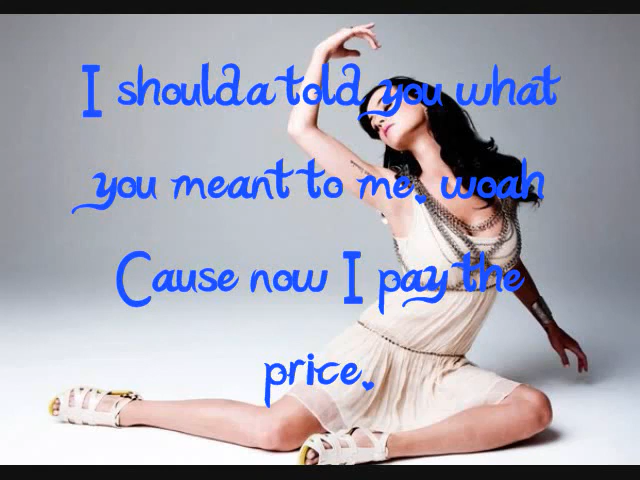 I shoulda told you what
you meant to me. woah
Cause now I pay the
price.